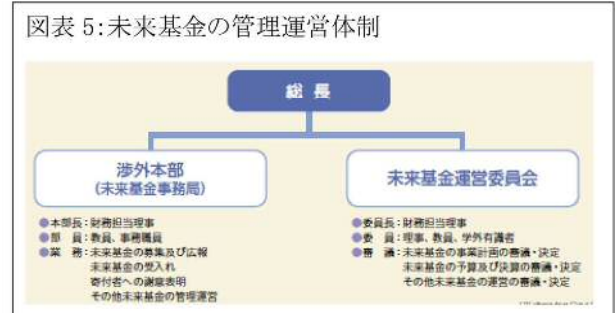 図表 5:未来基金の管理運営体制
総 長
渉外本部
(未来基金事務局)
●本部長：財務担当理事
●部　員：教員、事務職員
●業　務：未来基金の募集及び広報
未来基金の受入れ
寄付者への謝意表明
その他未来基金の管理運営
未来基金運営委員会
●委員長：財務担当理事
●委　員：理事、教員、学外有識者
●審　議：未来基金の事業計画の審議・決定
未来基金の予算及び決算の審議・決定
その他未来基金の運営の審議・決定